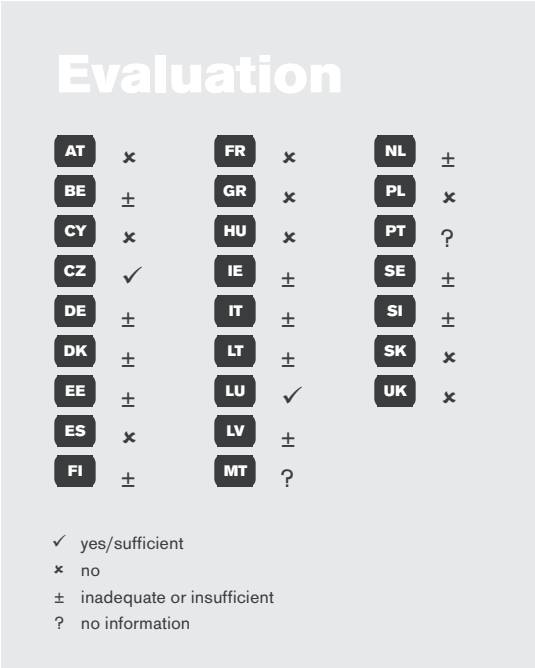 Evaluation
AT ✗
BE ±
CY ✗
CZ ✓
DE ±
DK ±
EE ±
ES ✗
FI ±
FR ✗
GR ✗
HU ✗
IE ±
IT ±
LT ±
LU ✓
LV ±
MT ?
NL ±
PL ✗
PT ?
SE ±
SI ±
SK ✗
UK ✗
✓ yes/sufficient
✗ no
± inadequate or insufficient
? no information